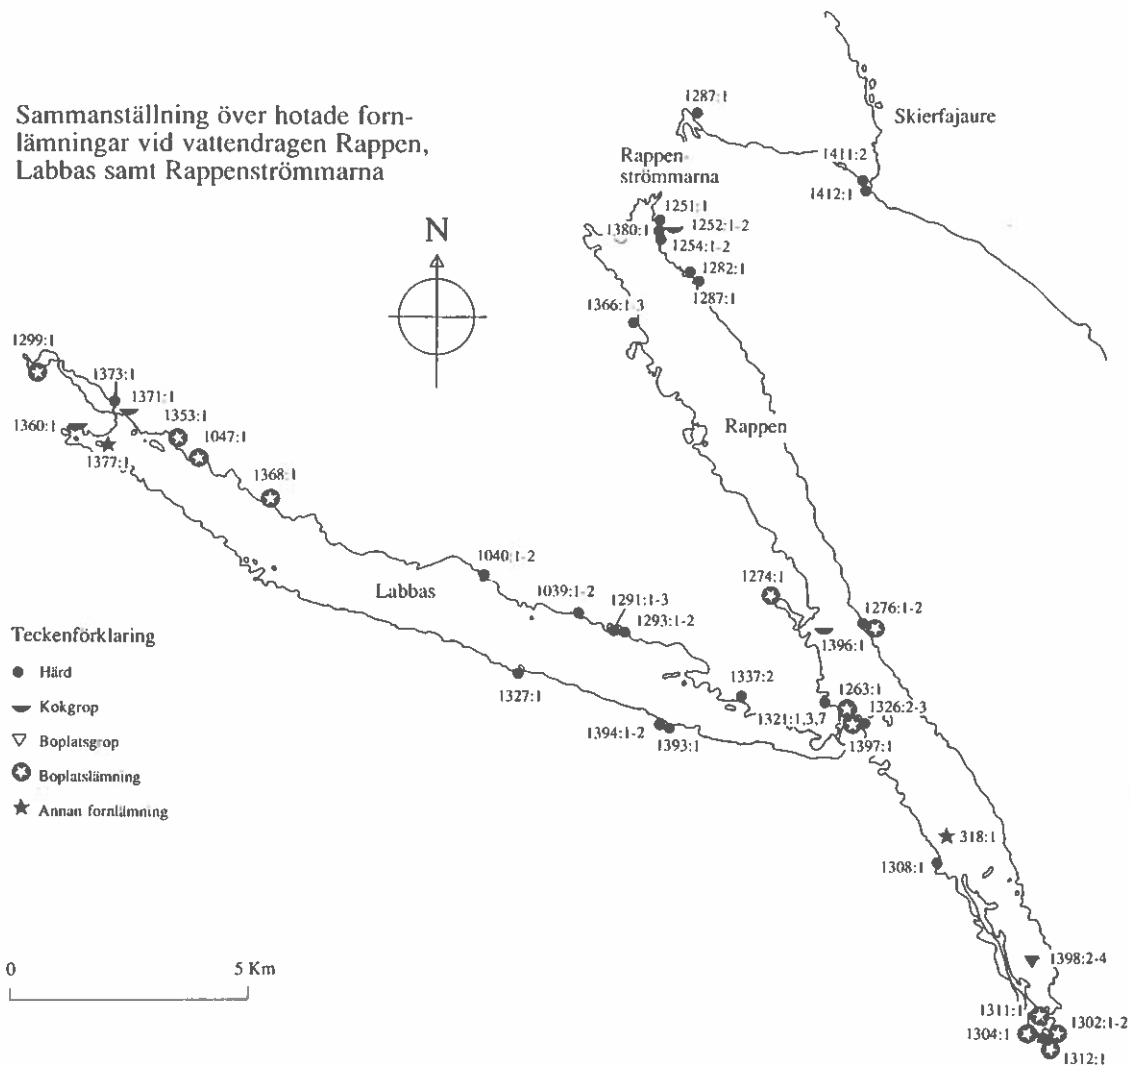 Sammanställning över hotade forn-
lämningar vid vattendragen Rappen,
Labbas samt Rappenströmmarna
N
1287:1
Skierfajaure
1411:2
1412:1
Rappen-
strömmarna
1251:1
1380:1
1252:1-2
1254:1-2
1282:1
1287:1
1366:1-3
1299:1
1373:1
1371:1
1353:1
1360:1
1047:1
1377:1
1368:1
Rappen
1040:1-2
1274:1
Labbas
1039:1-2
1291:1-3
1293:1-2
1276:1-2
1396:1
1327:1
1337:2
1263:1
1326:2-3
1321:1,3,7
1394:1-2
1393:1
1397:1
Teckenförklaring
Härd
Kokgrop
Boplatsgrop
Boplatslämning
Annan fornlämning
318:1
1308:1
0
5 Km
1398:2-4
1311:1
1304:1
1302:1-2
1312:1